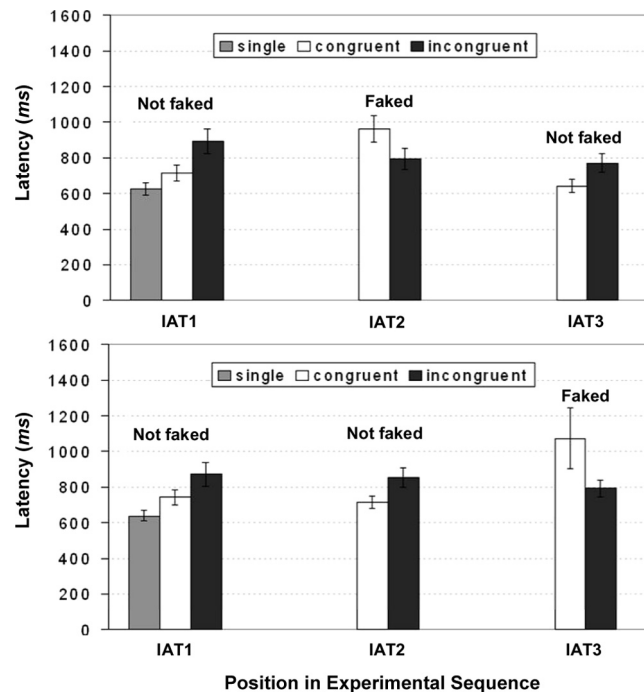 1600
1400
1200
1000
800
600
400
200
0
Latency (ms)
single congruent incongruent
Not faked
Faked
Not faked
IAT1 IAT2 IAT3
1600
1400
1200
1000
800
600
400
200
0
Latency (ms)
single congruent incongruent
Not faked
Not faked
Faked
IAT1 IAT2 IAT3
Position in Experimental Sequence